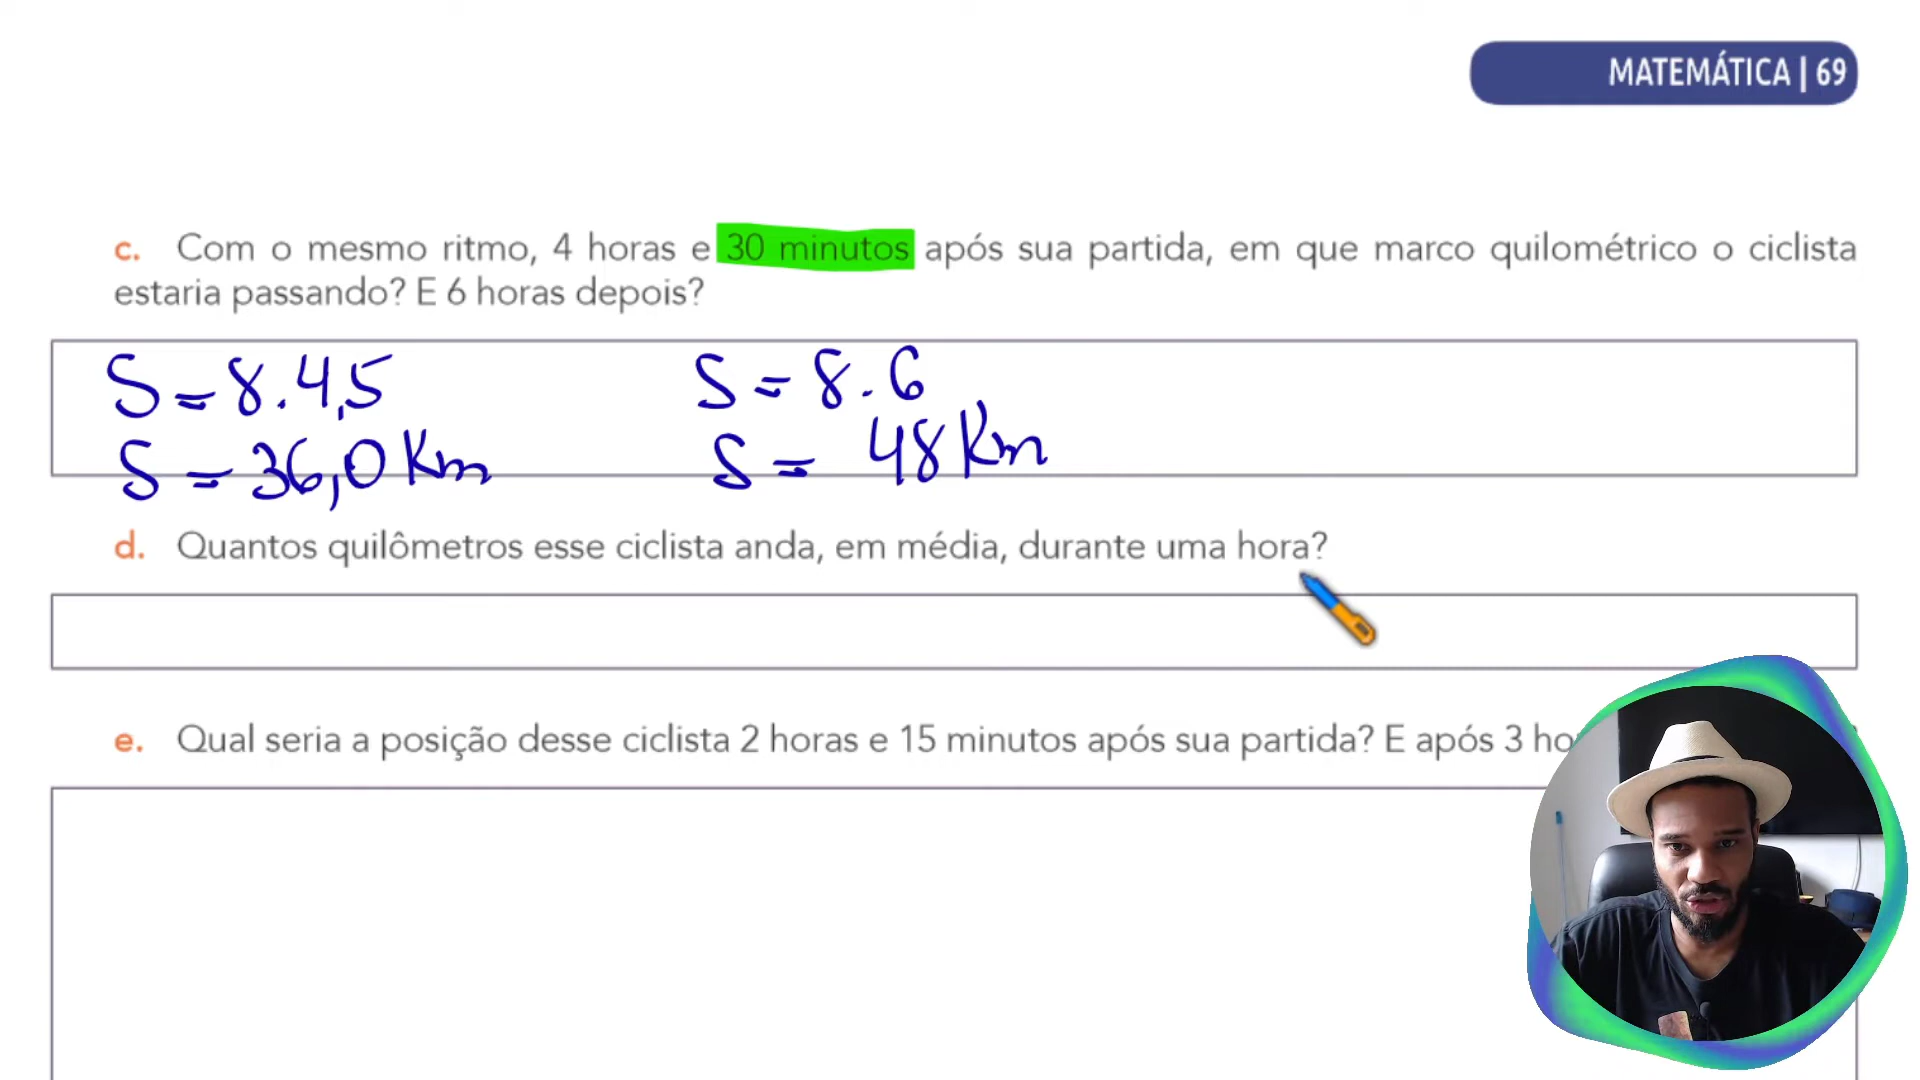 MATEMÁTICA | 69
c. Com o mesmo ritmo, 4 horas e 30 minutos após sua partida, em que marco quilométrico o ciclista
estaria passando? E 6 horas depois?
S = 8.4,5
S = 36,0 Km
S = 8.6
S = 48 Km
d. Quantos quilômetros esse ciclista anda, em média, durante uma hora?
e. Qual seria a posição desse ciclista 2 horas e 15 minutos após sua partida? E após 3